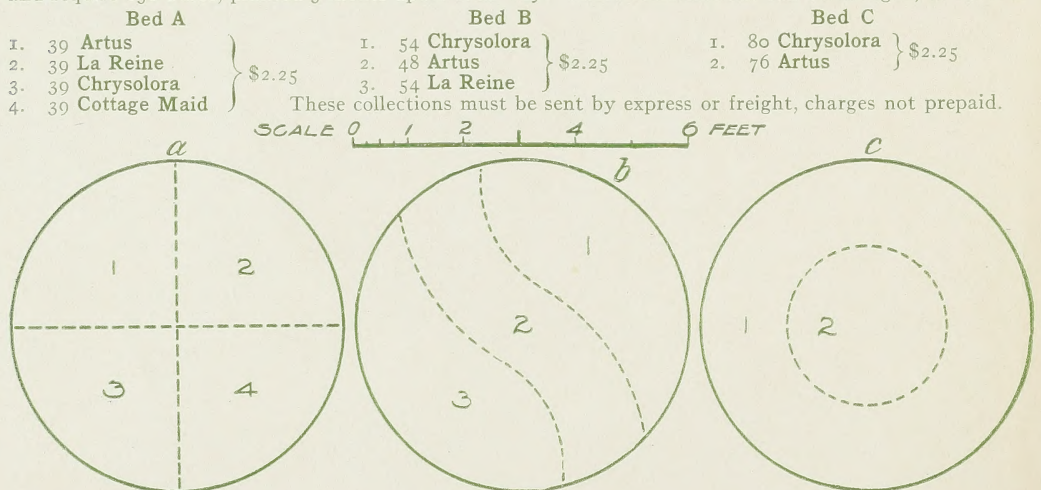 Bed A
1. 39 Artus
2. 39 La Reine
3. 39 Chrysolora
4. 39 Cottage Maid
$2.25
Bed B
1. 54 Chrysolora
2. 48 Artus
3. 54 La Reine
$2.25
Bed C
1. 80 Chrysolora
2. 76 Artus
$2.25
These collections must be sent by express or freight, charges not prepaid.
SCALE 0 1 2 4 6 FEET
a
1 2
3 4
b
1
2
3
c
1 2